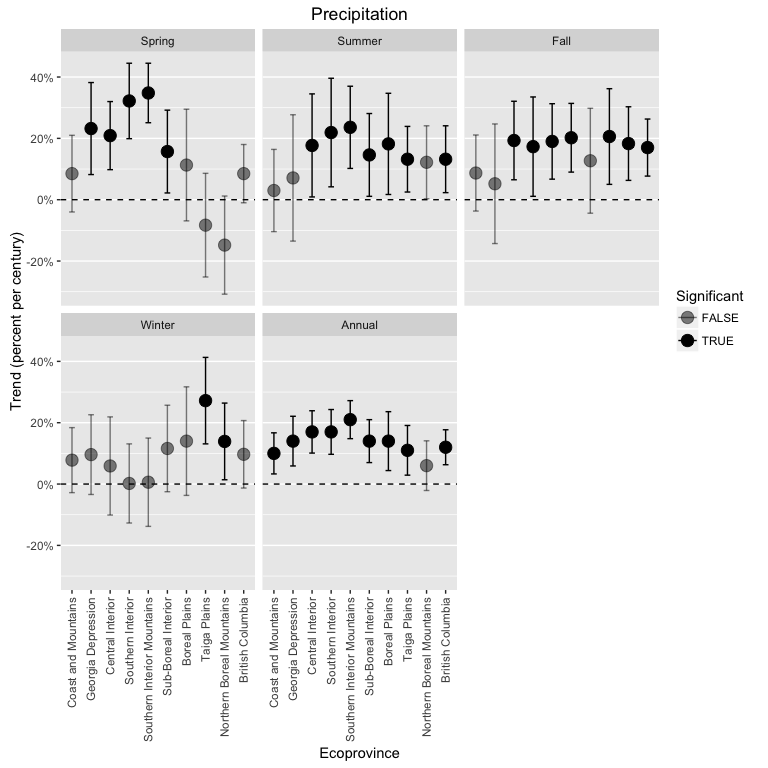 Precipitation
Spring
Summer
Fall
40%
20%
0%
-20%
Winter
Annual
40%
20%
0%
-20%
Trend (percent per century)
Significant
FALSE
TRUE
Coast and Mountains
Georgia Depression
Central Interior
Southern Interior
Southern Interior Mountains
Sub-Boreal Interior
Boreal Plains
Taiga Plains
Northern Boreal Mountains
British Columbia
Coast and Mountains
Georgia Depression
Central Interior
Southern Interior
Southern Interior Mountains
Sub-Boreal Interior
Boreal Plains
Taiga Plains
Northern Boreal Mountains
British Columbia
Ecoprovince